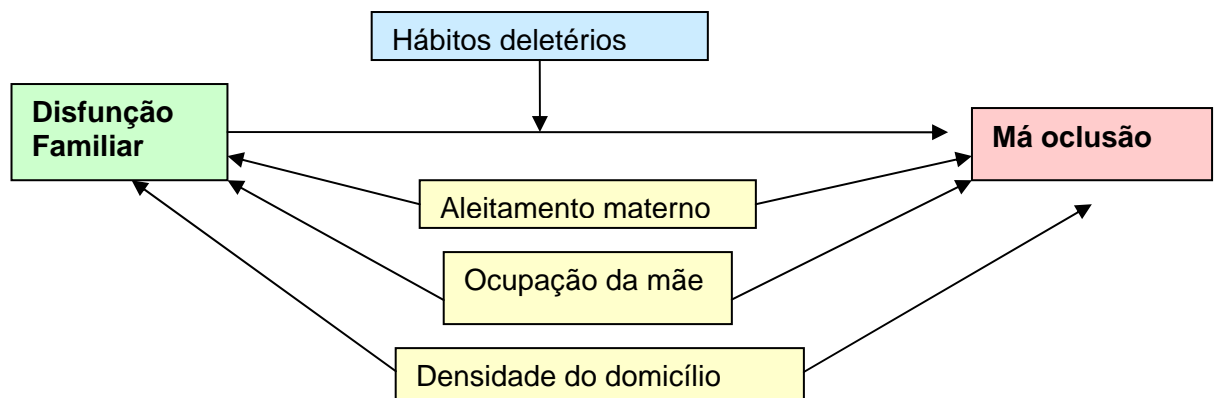 Hábitos deletérios
Disfunção
Familiar
Má oclusão
Aleitamento materno
Ocupação da mãe
Densidade do domicílio